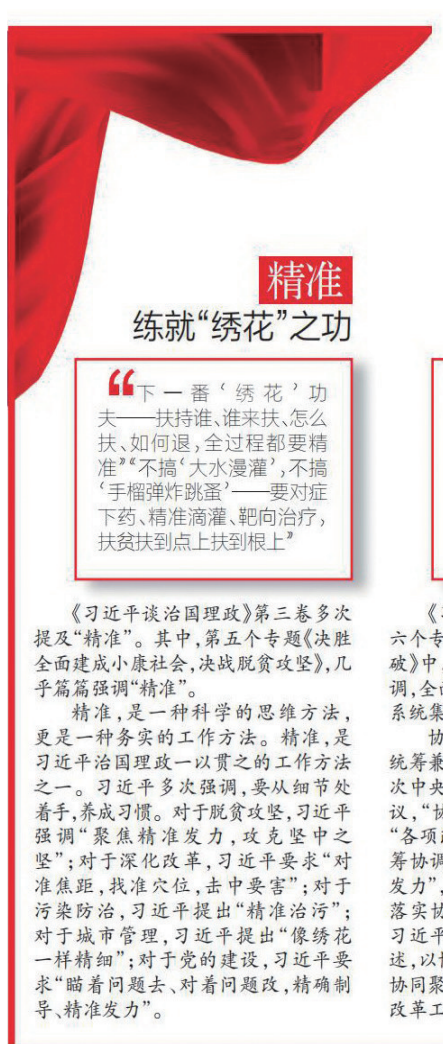 精准
练就“绣花”之功
“下一番‘绣花’功
夫——扶持谁、谁来扶、怎么
扶、如何退，全过程都要精
准”“不搞‘大水漫灌’，不搞
‘手榴弹炸跳蚤’——要对症
下药、精准滴灌、靶向治疗，
扶贫扶到点上扶到根上”
《习近平谈治国理政》第三卷多次
提及“精准”。其中，第五个专题《决胜
全面建成小康社会，决战脱贫攻坚》，几
乎篇篇强调“精准”。
精准，是一种科学的思维方法，
更是一种务实的工作方法。精准，是
习近平治国理政一以贯之的工作方法
之一。习近平多次强调，要从细节处
着手，养成习惯。对于脱贫攻坚，习近平
强调“聚焦精准发力，攻克坚中之
坚”；对于深化改革，习近平要求“对
准焦距，找准穴位，击中要害”；对于
污染防治，习近平提出“精准治污”；
对于城市管理，习近平提出“像绣花
一样精细”；对于党的建设，习近平要
求“瞄着问题去、对着问题改，精确制
导、精准发力”。
六个专
破》中，
调，全面
系统集
协
统筹兼
次中央
议，“协
“各项改
筹协调
发力”，
落实协
习近平
述，以协
协同聚
改革工